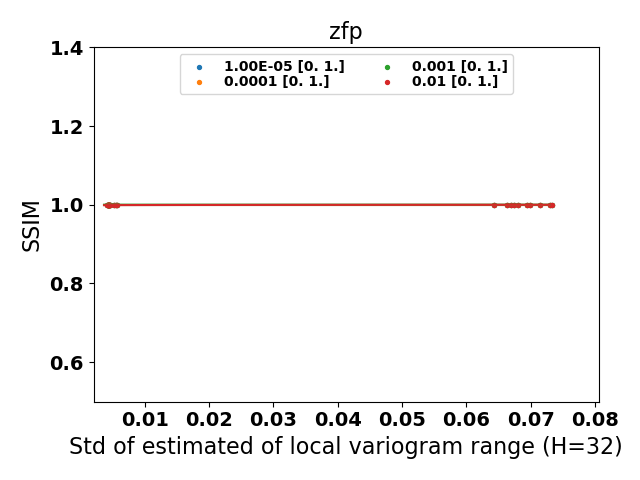 zfp
1.00E-05 [0. 1.]
0.0001 [0. 1.]
0.001 [0. 1.]
0.01 [0. 1.]
SSIM
1.4
1.2
1.0
0.8
0.6
0.01 0.02 0.03 0.04 0.05 0.06 0.07 0.08
Std of estimated of local variogram range (H=32)